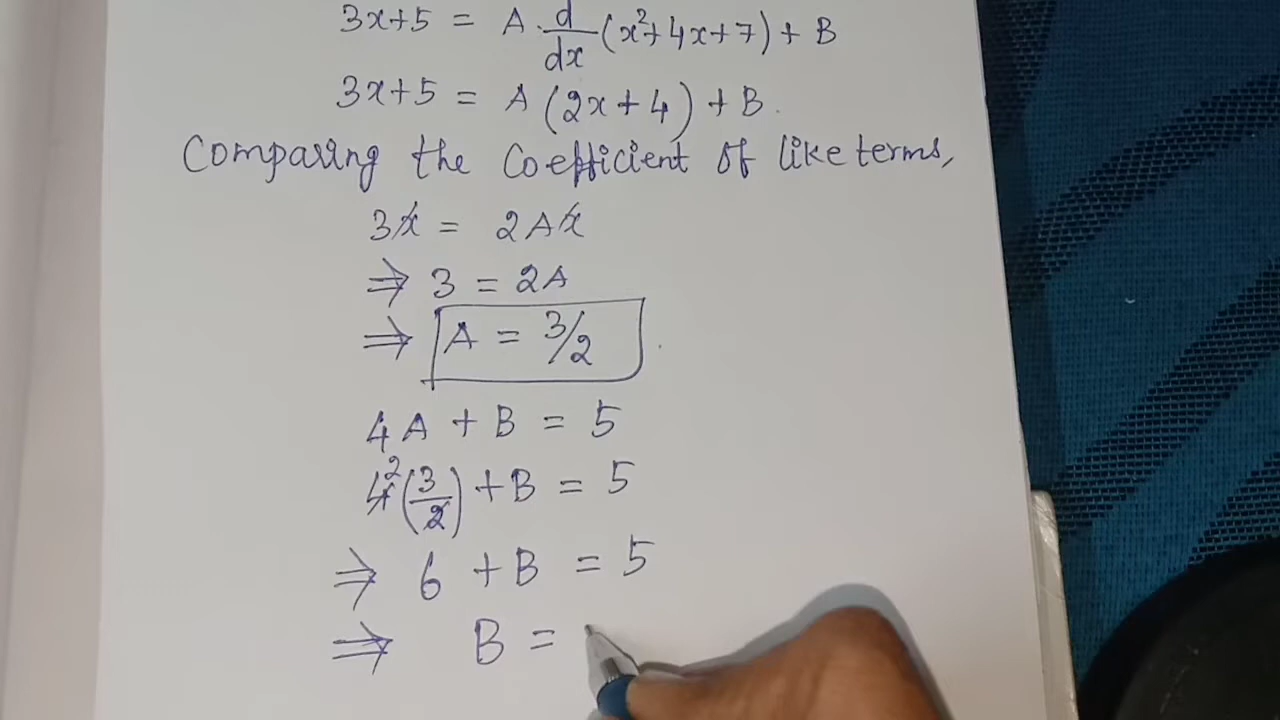 3x+5 = A · d/dx (x²+4x+7) + B
3x+5 = A (2x+4) + B.
Comparing the Coefficient of like terms,
3x = 2Ax
⇒ 3 = 2A
⇒ A = 3/2
4A + B = 5
4² (3/2) + B = 5
⇒ 6 + B = 5
⇒ B =